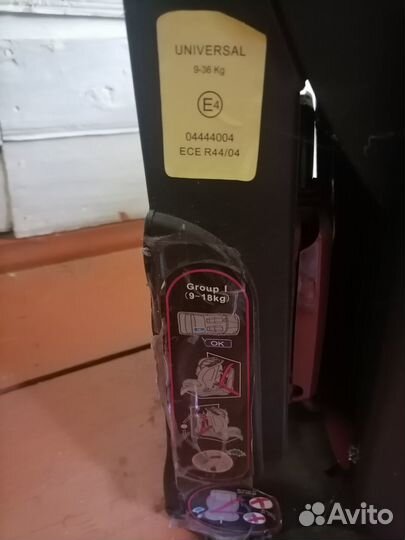 UNIVERSAL
9-36 Kg
E4
04444004
ECE R44/04
Group I
(9-18kg)
OK
Avito